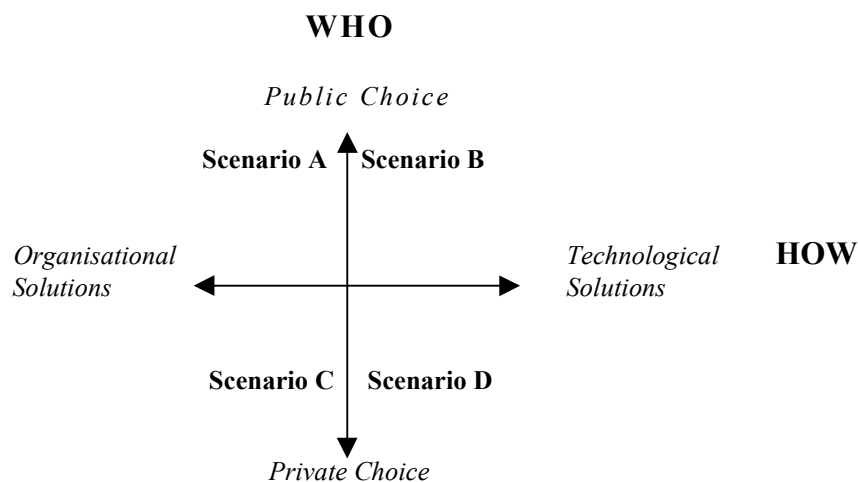 WHO
Public Choice
Scenario A Scenario B
Organisational
Solutions
Technological
Solutions
HOW
Scenario C Scenario D
Private Choice